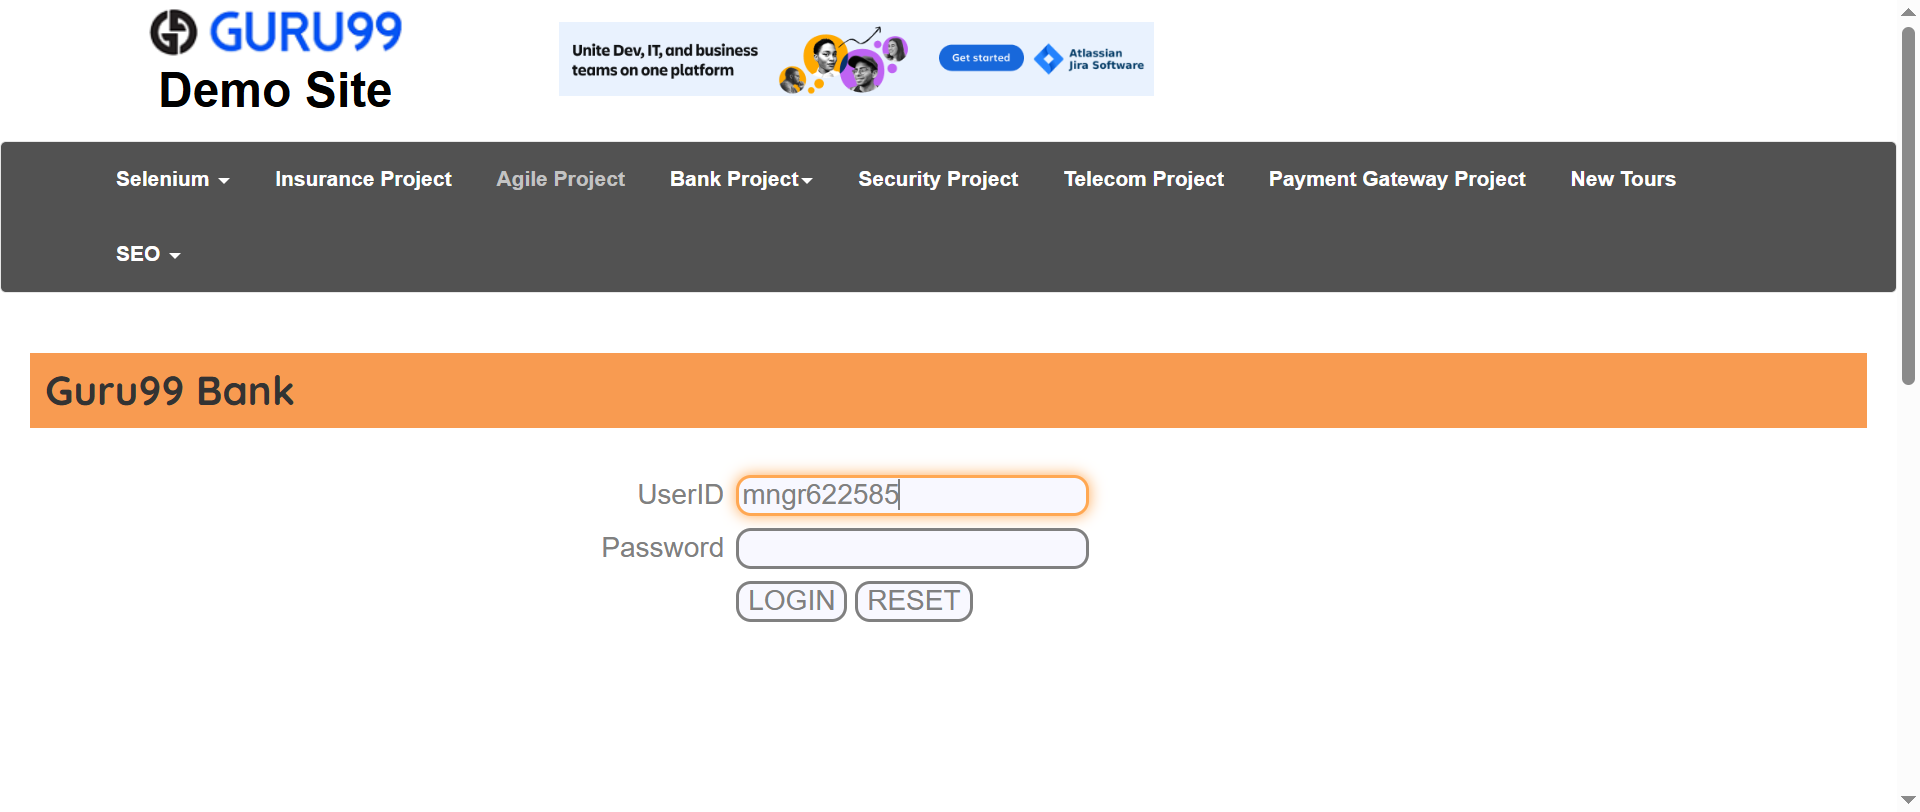 GURU99
Demo Site
Unite Dev, IT, and business
teams on one platform
Get started
Atlassian
Jira Software
Selenium Insurance Project Agile Project Bank Project Security Project Telecom Project Payment Gateway Project New Tours
SEO
Guru99 Bank
UserID mngr622585
Password
LOGIN RESET